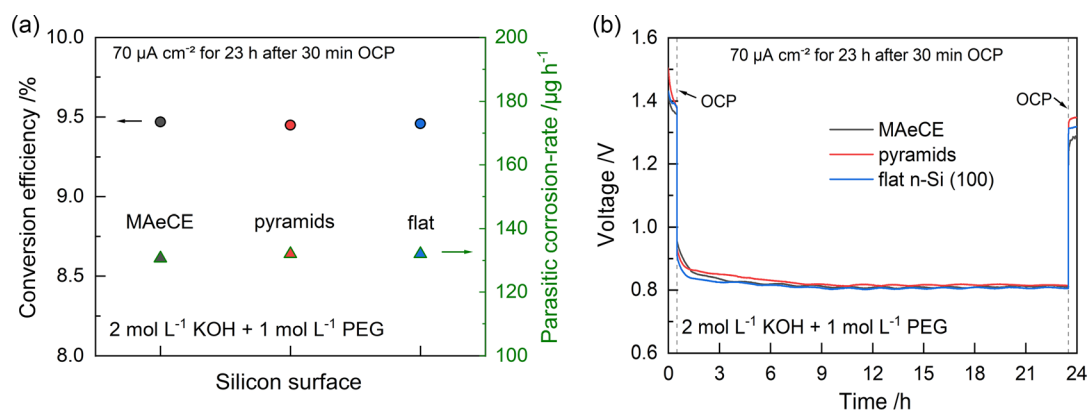 (a)
70 µA cm⁻² for 23 h after 30 min OCP
Conversion efficiency /%
10.0
9.5
9.0
8.5
8.0
MAeCE
pyramids
flat
2 mol L⁻¹ KOH + 1 mol L⁻¹ PEG
Silicon surface
200
180
160
140
120
100
Parasitic corrosion-rate /µg h⁻¹
(b)
70 µA cm⁻² for 23 h after 30 min OCP
Voltage /V
1.6
1.4
1.2
1.0
0.8
0.6
OCP
OCP
MAeCE
pyramids
flat n-Si (100)
2 mol L⁻¹ KOH + 1 mol L⁻¹ PEG
0 3 6 9 12 15 18 21 24
Time /h